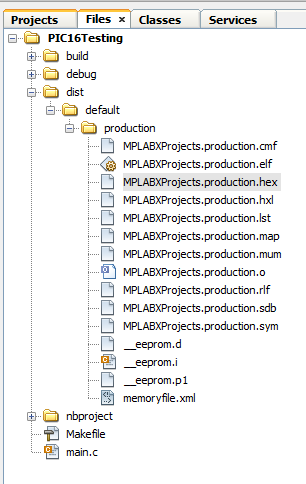 Projects Files × Classes Services
PIC16Testing
build
debug
dist
default
production
MPLABXProjects.production.cmf
MPLABXProjects.production.elf
MPLABXProjects.production.hex
MPLABXProjects.production.hxl
MPLABXProjects.production.lst
MPLABXProjects.production.map
MPLABXProjects.production.mum
MPLABXProjects.production.o
MPLABXProjects.production.rlf
MPLABXProjects.production.sdb
MPLABXProjects.production.sym
__eeprom.d
__eeprom.i
__eeprom.p1
memoryfile.xml
nbproject
Makefile
main.c